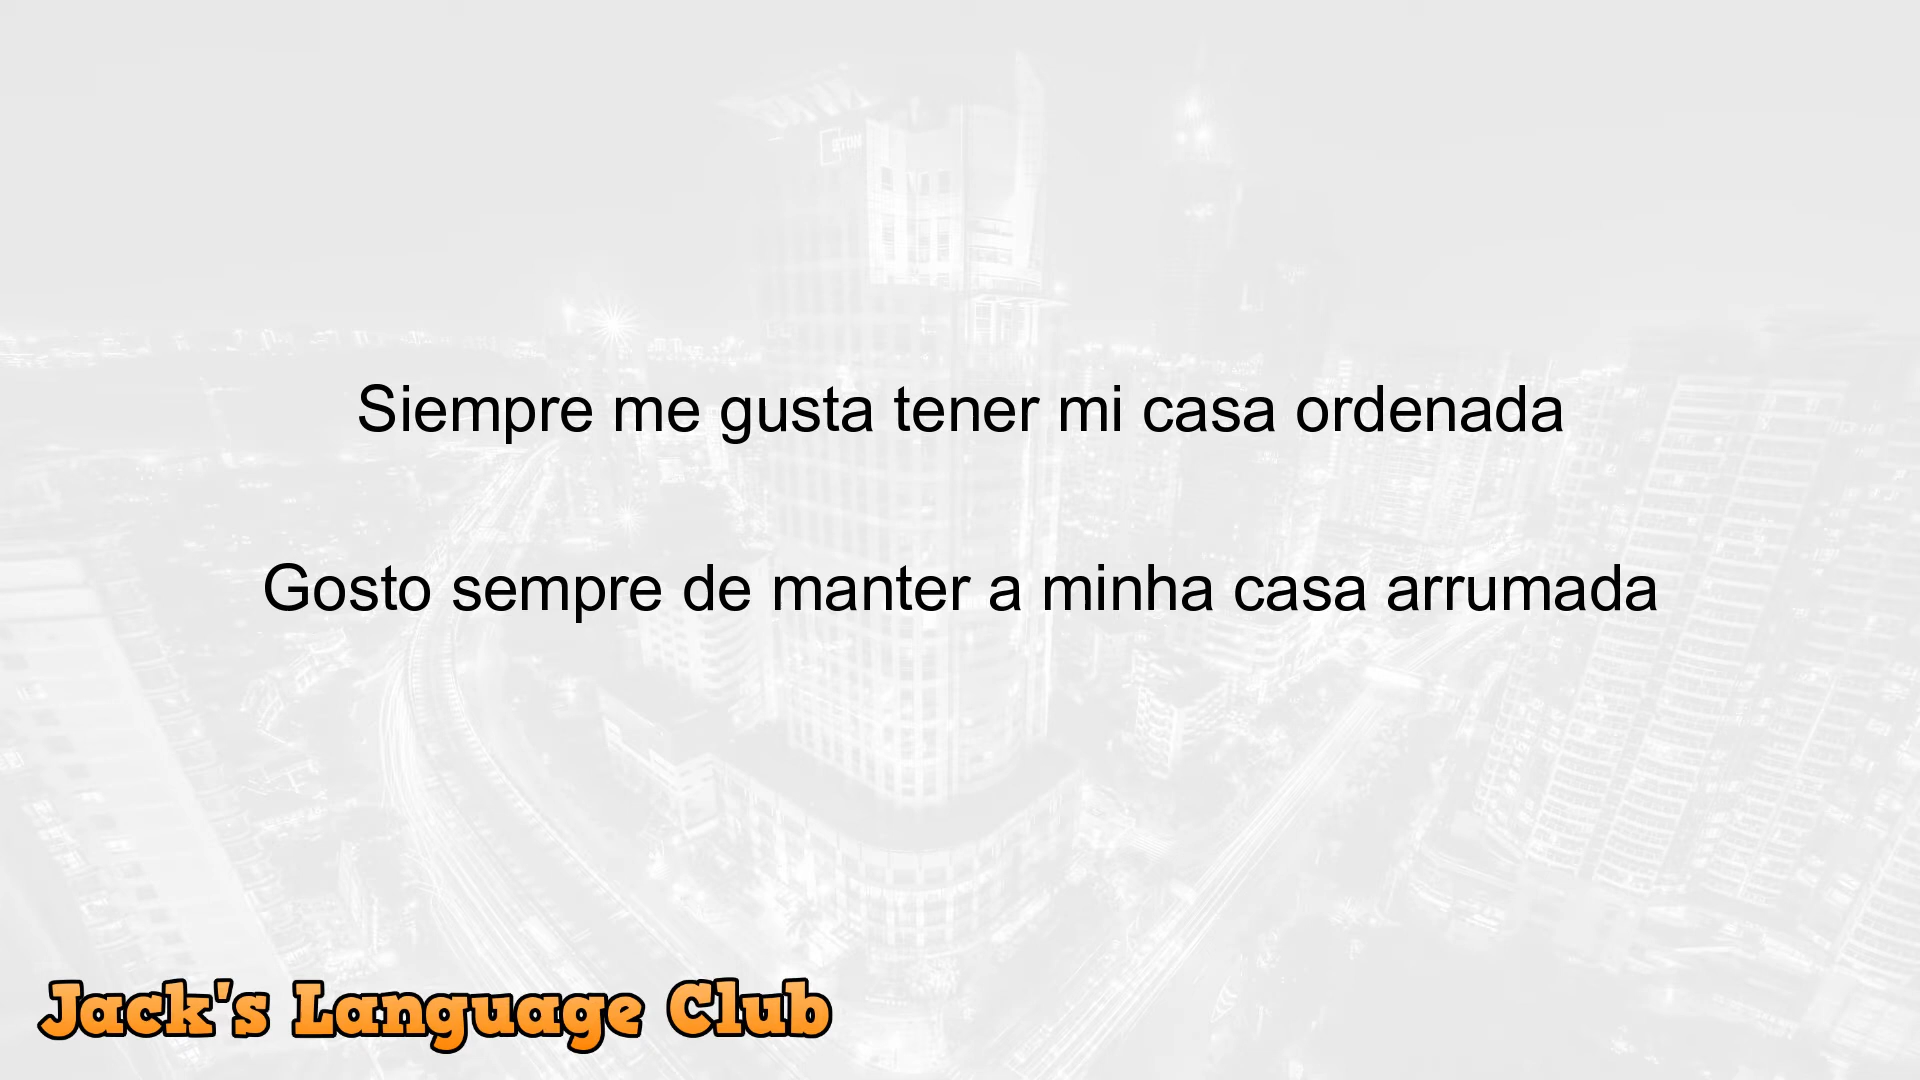 Siempre me gusta tener mi casa ordenada
Gosto sempre de manter a minha casa arrumada
Jack's Language Club